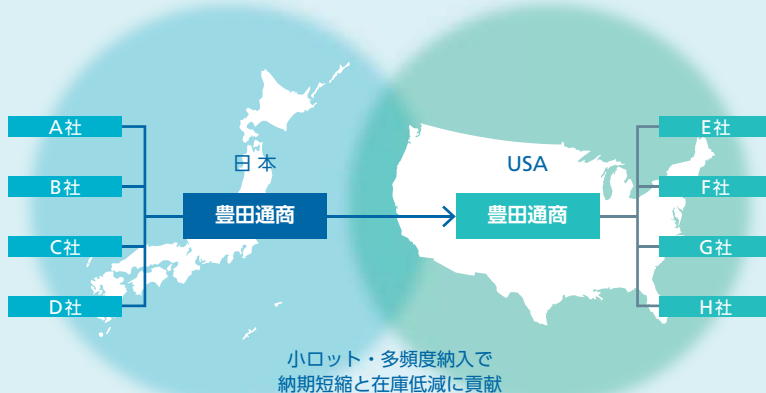 日本
USA
A社
B社
C社
D社
豊田通商
豊田通商
E社
F社
G社
H社
小ロット・多頻度納入で
納期短縮と在庫低減に貢献